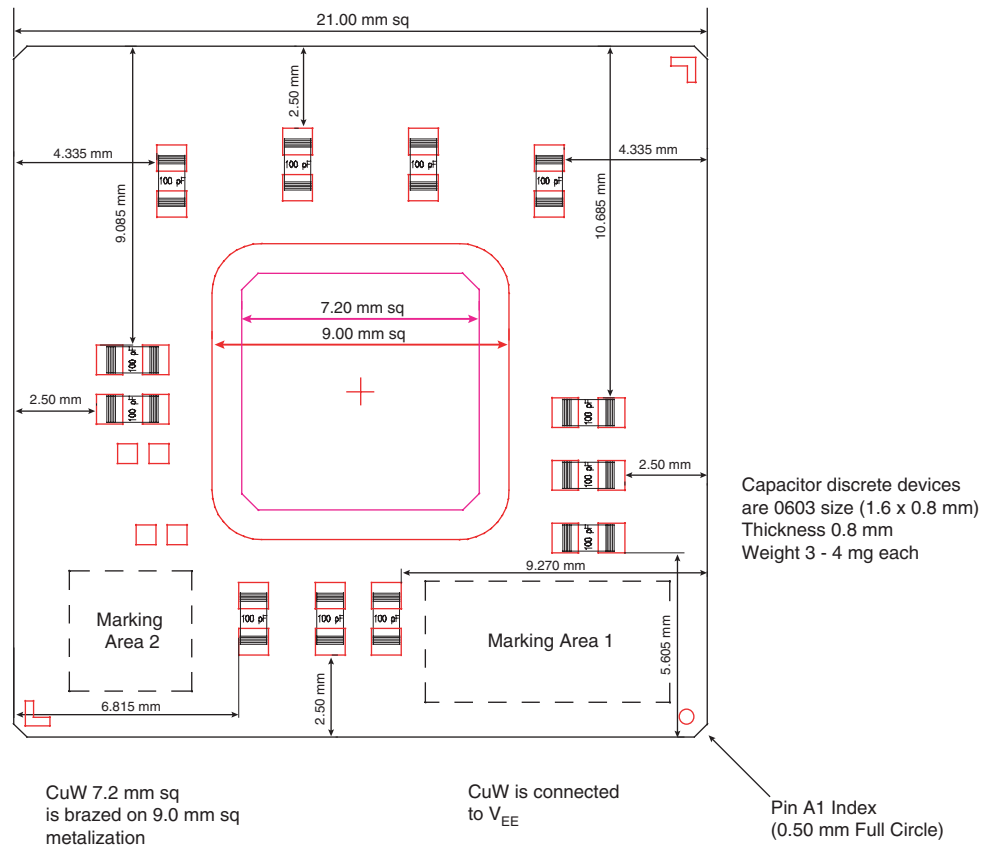 21.00 mm sq
2.50 mm
4.335 mm
4.335 mm
100 pF
100 pF
100 pF
100 pF
9.085 mm
10.685 mm
7.20 mm sq
9.00 mm sq
100 pF
100 pF
2.50 mm
100 pF
100 pF
100 pF
2.50 mm
Capacitor discrete devices
are 0603 size (1.6 x 0.8 mm)
Thickness 0.8 mm
Weight 3 - 4 mg each
9.270 mm
100 pF
100 pF
100 pF
Marking
Area 2
Marking Area 1
5.605 mm
6.815 mm
2.50 mm
CuW 7.2 mm sq
is brazed on 9.0 mm sq
metalization
CuW is connected
to VEE
Pin A1 Index
(0.50 mm Full Circle)